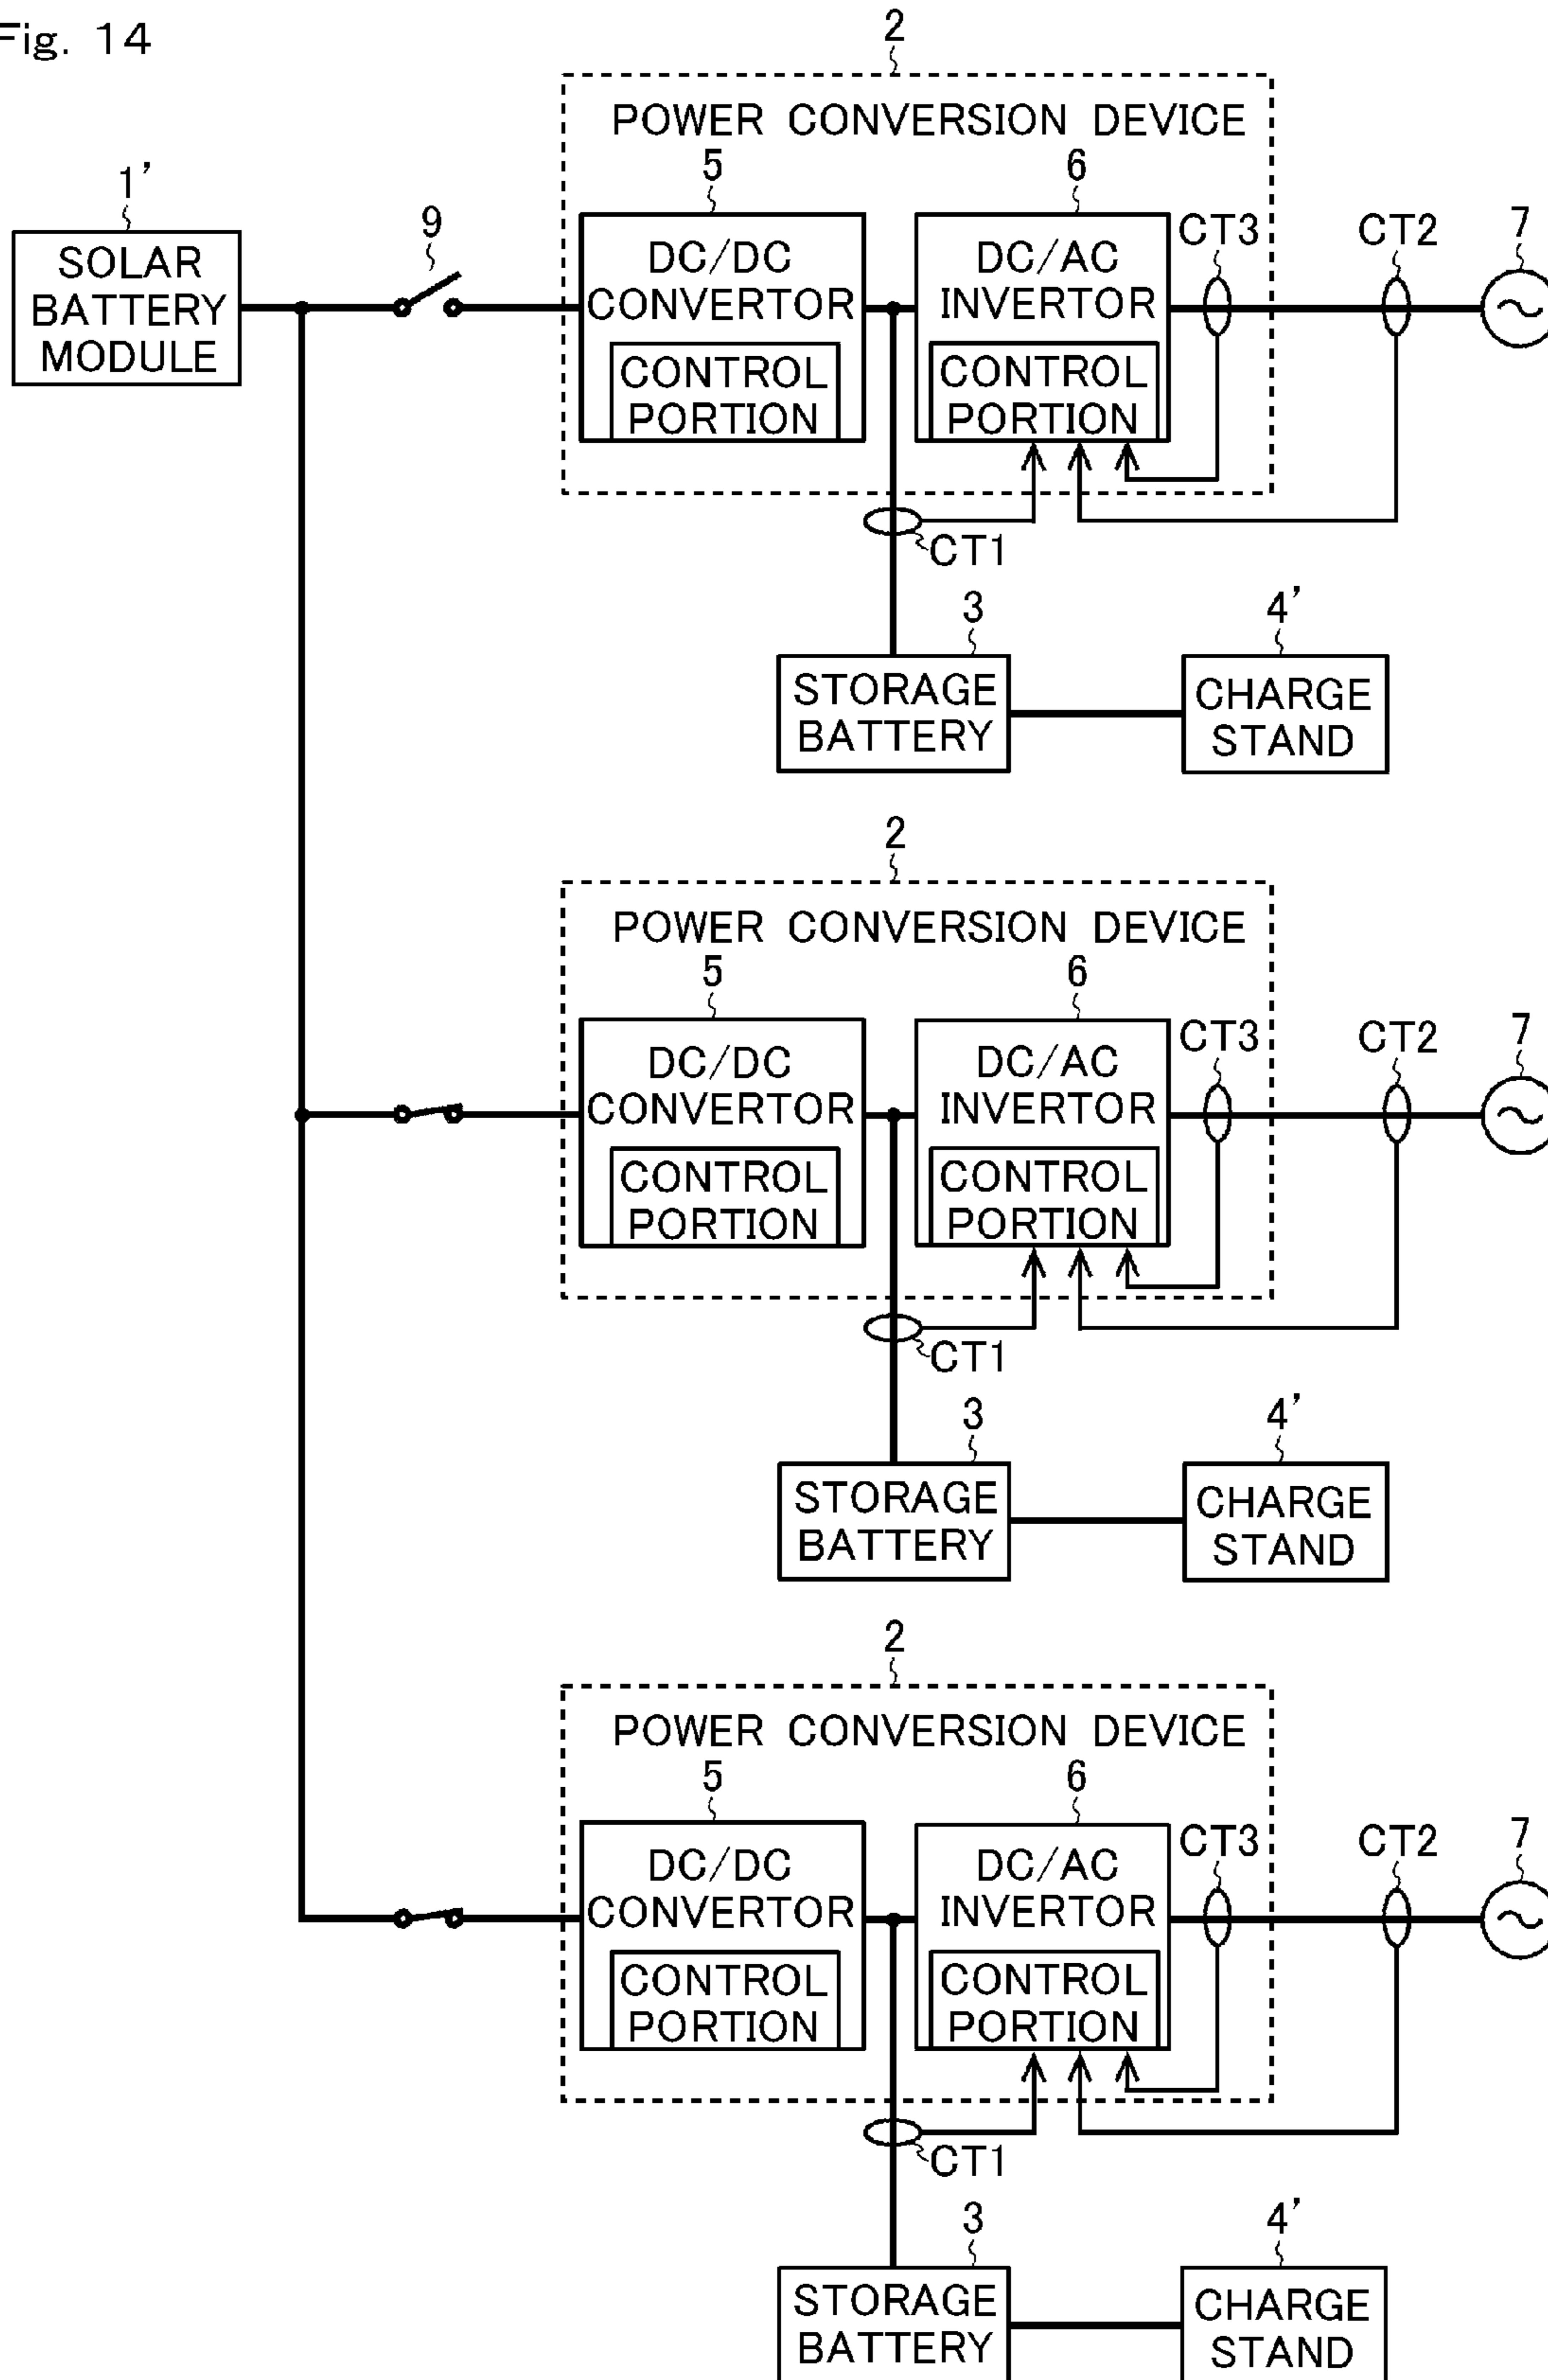 Fig. 14
2
POWER CONVERSION DEVICE
1’
SOLAR
BATTERY
MODULE
9
5
DC/DC
CONVERTOR
CONTROL
PORTION
6
DC/AC
INVERTOR
CONTROL
PORTION
CT3
CT2
7
CT1
3
STORAGE
BATTERY
4’
CHARGE
STAND
2
POWER CONVERSION DEVICE
5
DC/DC
CONVERTOR
CONTROL
PORTION
6
DC/AC
INVERTOR
CONTROL
PORTION
CT3
CT2
7
CT1
3
STORAGE
BATTERY
4’
CHARGE
STAND
2
POWER CONVERSION DEVICE
5
DC/DC
CONVERTOR
CONTROL
PORTION
6
DC/AC
INVERTOR
CONTROL
PORTION
CT3
CT2
7
CT1
3
STORAGE
BATTERY
4’
CHARGE
STAND